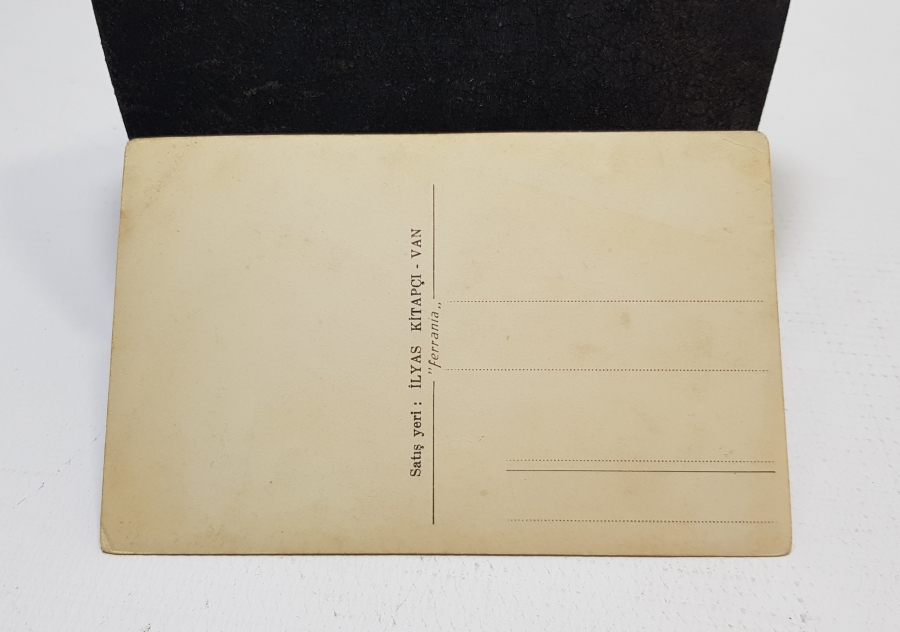 Satış yeri : İLYAS KİTAPÇI - VAN
"ferrania„